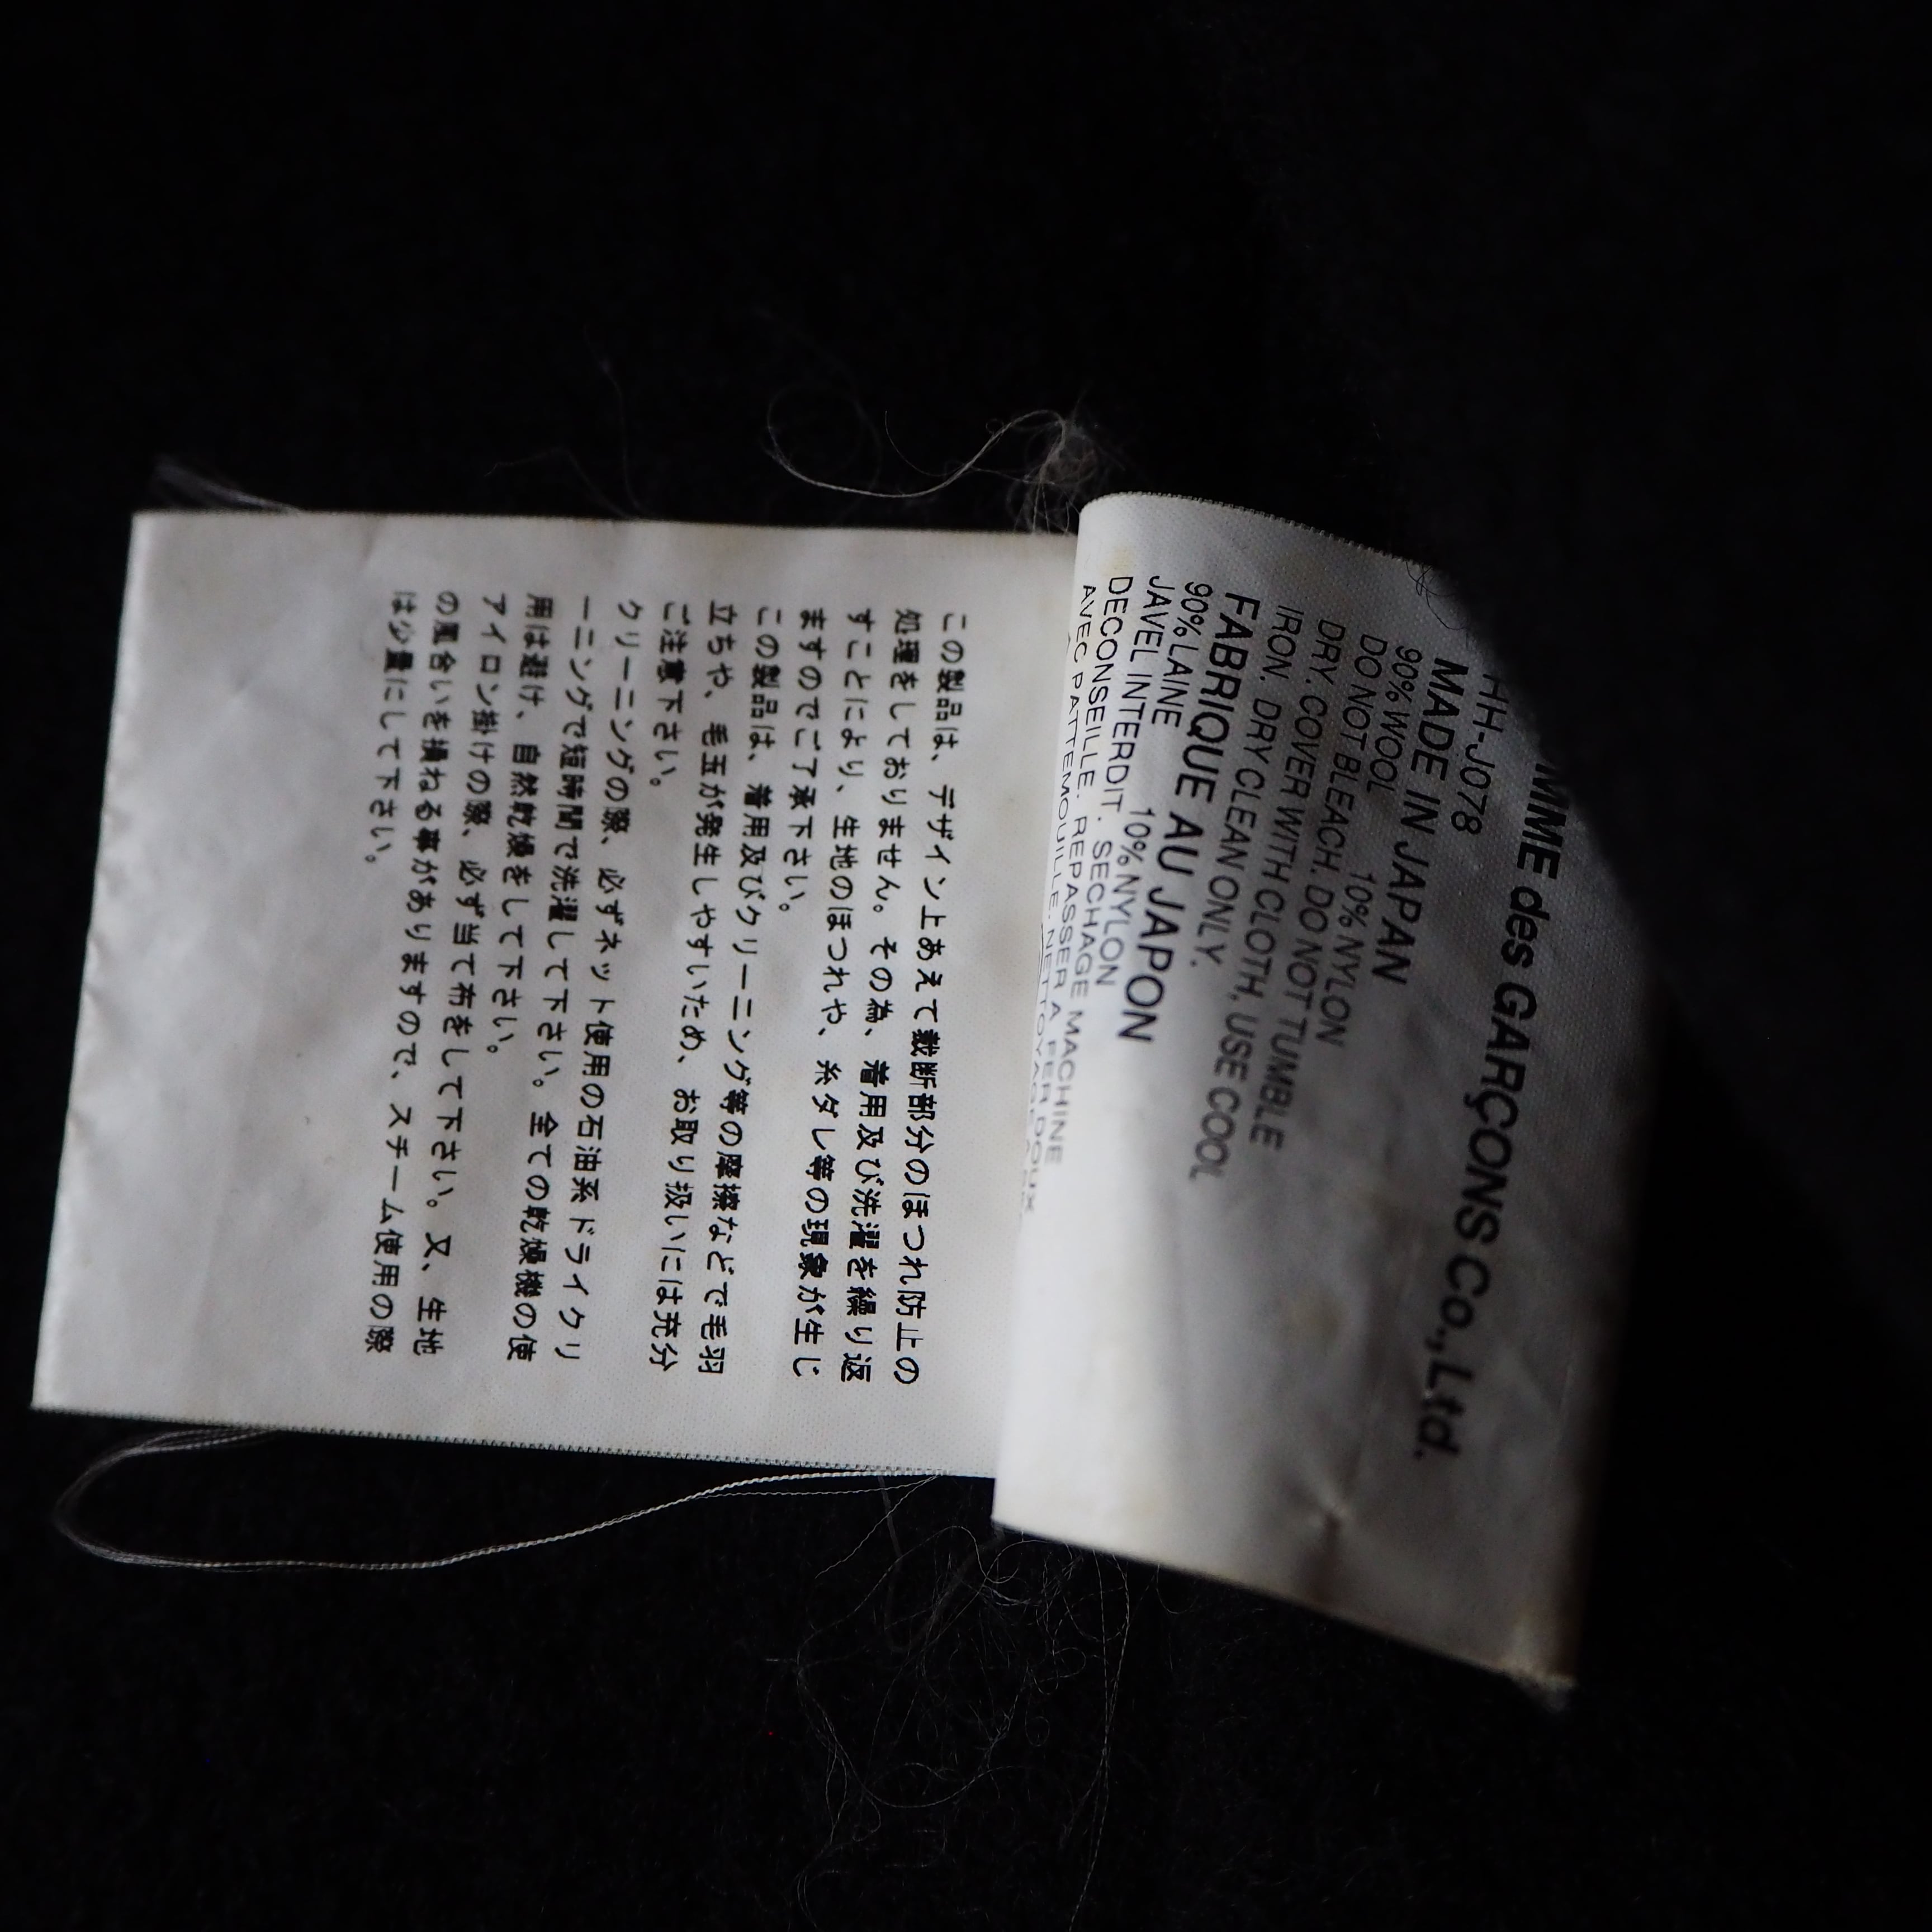 MME des GARÇONS Co.,Ltd.
HH-J078
MADE IN JAPAN
90% WOOL 10% NYLON
DO NOT BLEACH. DO NOT TUMBLE
DRY. COVER WITH CLOTH, USE COOL
IRON. DRY CLEAN ONLY.
FABRIQUE AU JAPON
90% LAINE 10% NYLON
JAVEL INTERDIT. SECHAGE MACHINE
DECONSEILLE. REPASSER A FER DOUX
AVEC PATTEMOUILLE. NETTOYAGE
この製品は、デザイン上あえて裁断部分のほつれ防止の
処理をしておりません。その為、着用及び洗濯を繰り返
すことにより、生地のほつれや、糸ダレ等の現象が生じ
ますのでご了承下さい。
この製品は、着用及びクリーニング等の摩擦などで毛羽
立ちや、毛玉が発生しやすいため、お取り扱いには充分
ご注意下さい。
クリーニングの際、必ずネット使用の石油系ドライクリ
ーニングで短時間で洗濯して下さい。全ての乾燥機の使
用は避け、自然乾燥をして下さい。
アイロン掛けの際、必ず当て布をして下さい。又、生地
の風合いを損ねる事がありますので、スチーム使用の際
は少量にして下さい。